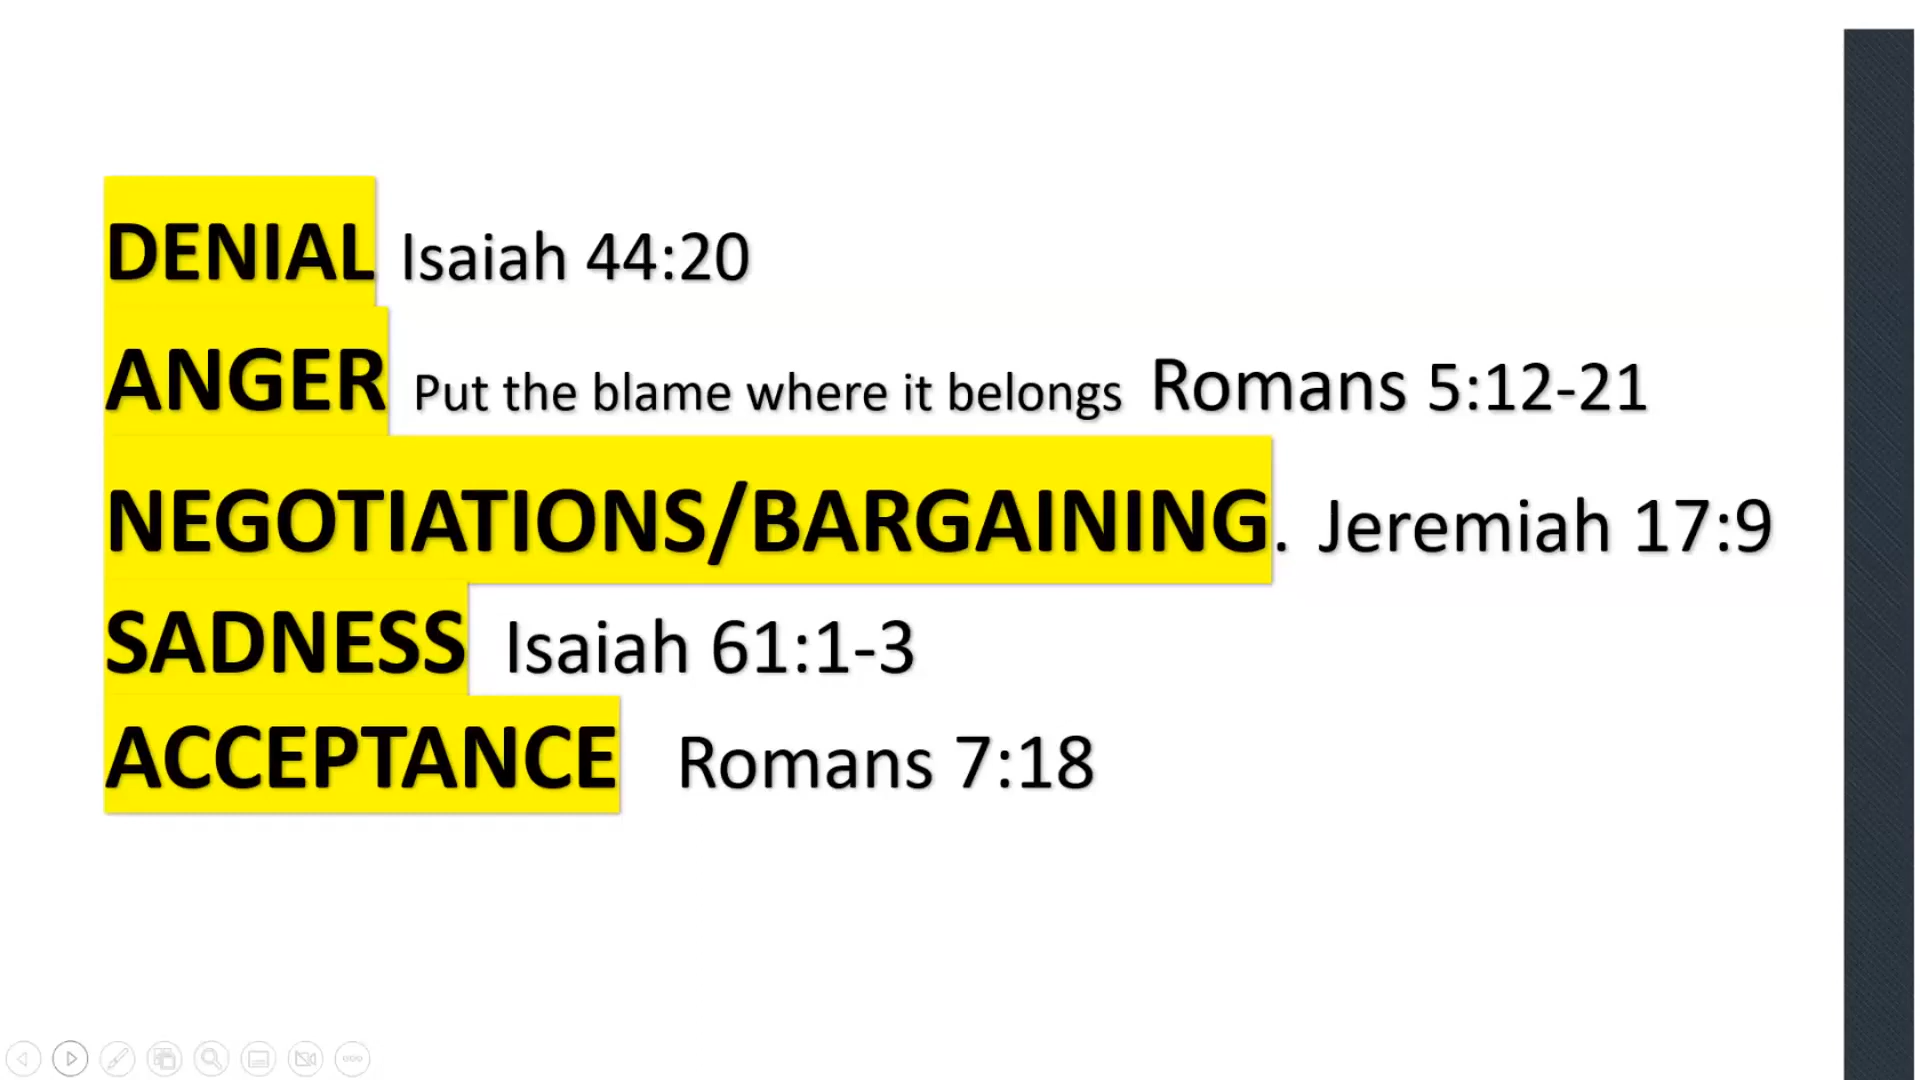 DENIAL Isaiah 44:20
ANGER Put the blame where it belongs Romans 5:12-21
NEGOTIATIONS/BARGAINING. Jeremiah 17:9
SADNESS Isaiah 61:1-3
ACCEPTANCE Romans 7:18